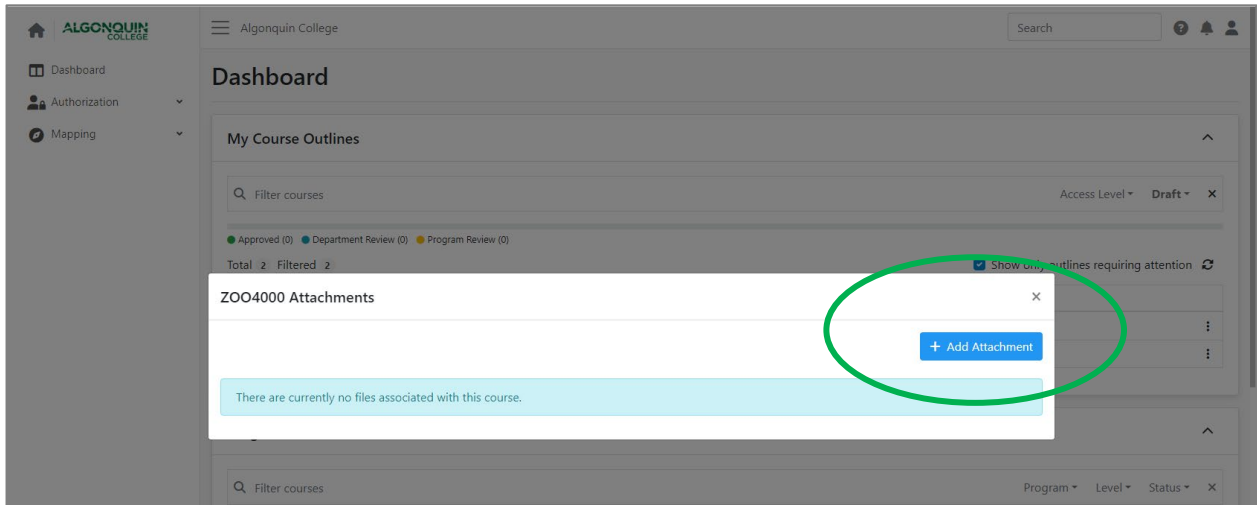 ALGONQUIN
COLLEGE
Algonquin College
Search
Dashboard
Authorization
Mapping
Dashboard
My Course Outlines
Filter courses
Access Level
Draft
Approved (0) Department Review (0) Program Review (0)
Total 2 Filtered 2
Show only outlines requiring attention
ZOO4000 Attachments
+ Add Attachment
There are currently no files associated with this course.
Filter courses
Program Level Status